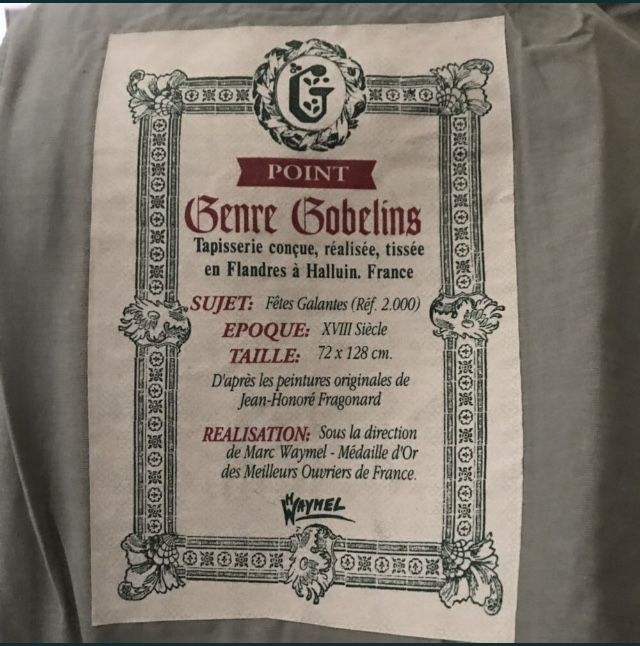 G
POINT
Genre Gobelins
Tapisserie conçue, réalisée, tissée
en Flandres à Halluin. France
SUJET: Fêtes Galantes (Réf. 2.000)
EPOQUE: XVIII Siècle
TAILLE: 72 x 128 cm.
D'après les peintures originales de
Jean-Honoré Fragonard
REALISATION: Sous la direction
de Marc Waymel - Médaille d'Or
des Meilleurs Ouvriers de France.
WAYMEL